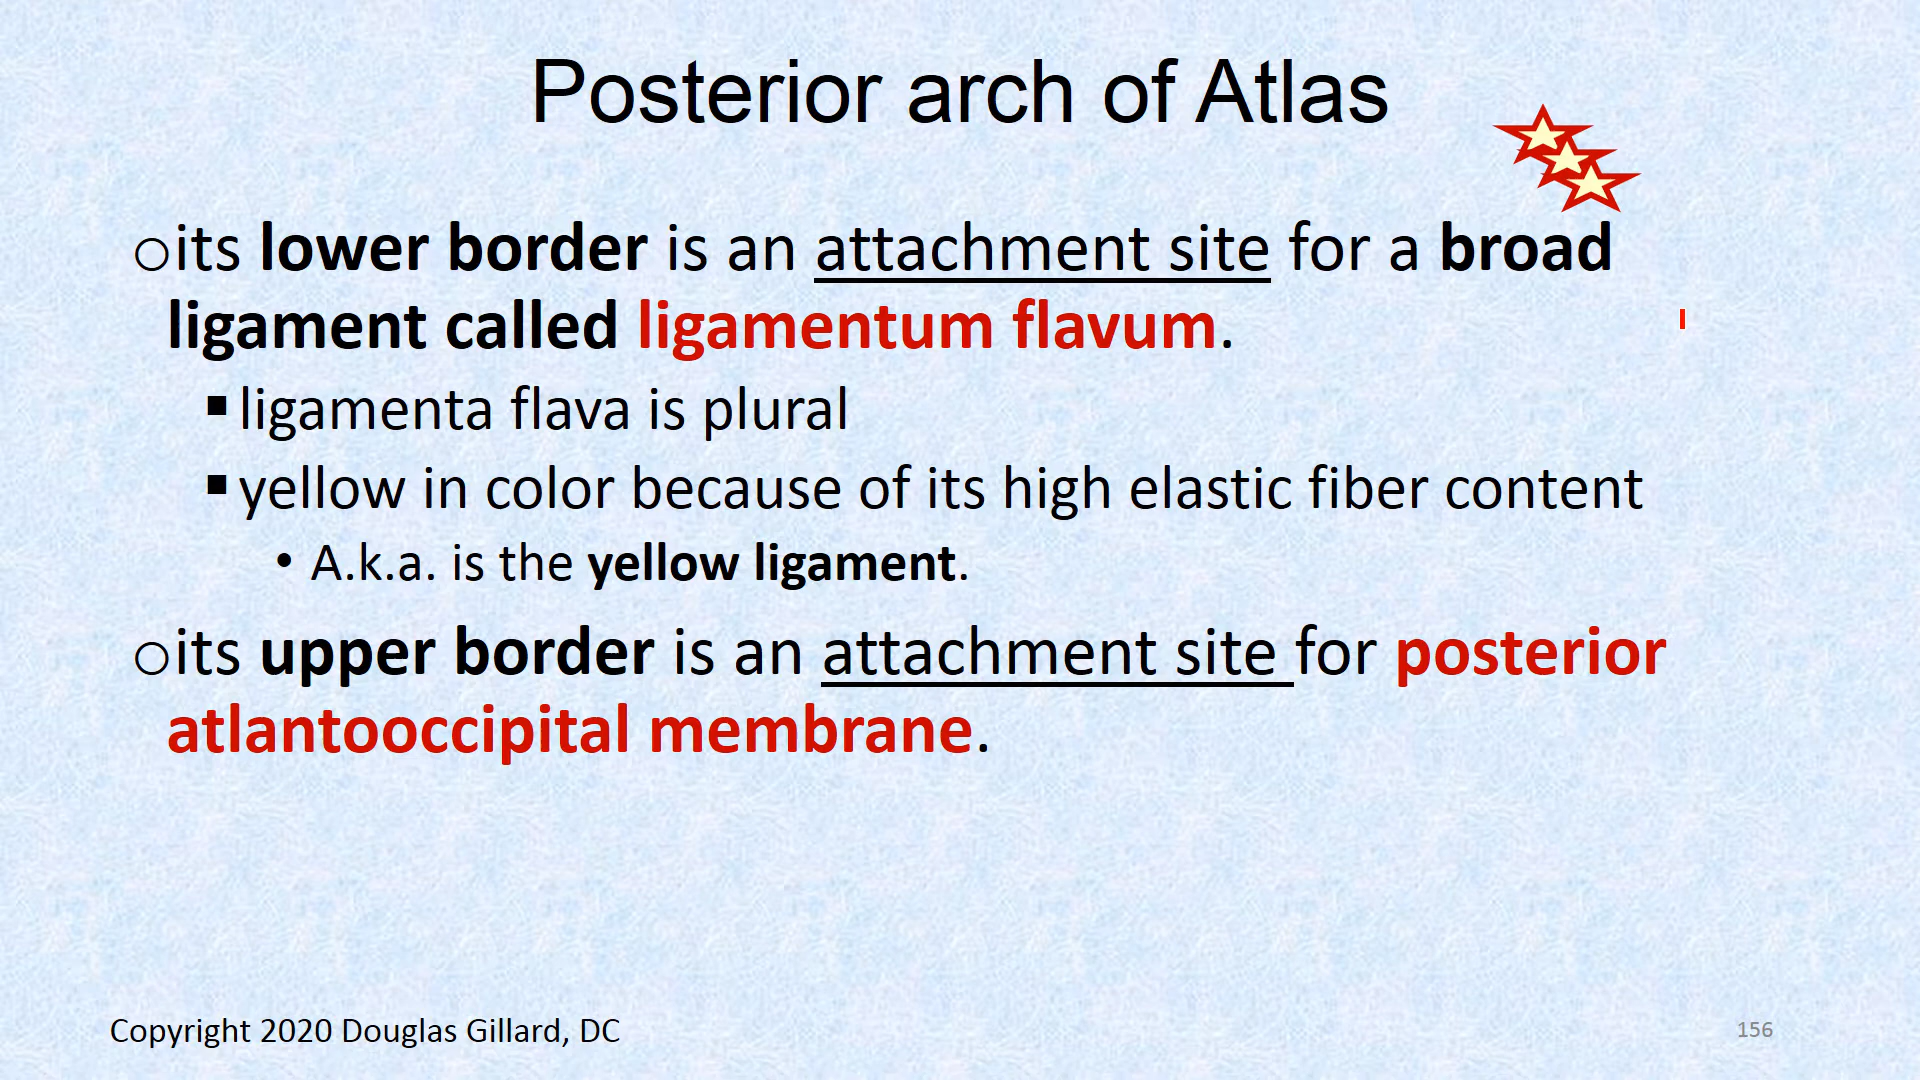 Posterior arch of Atlas
its lower border is an attachment site for a broad
ligament called ligamentum flavum.
ligamenta flava is plural
yellow in color because of its high elastic fiber content
A.k.a. is the yellow ligament.
its upper border is an attachment site for posterior
atlantooccipital membrane.
Copyright 2020 Douglas Gillard, DC
156